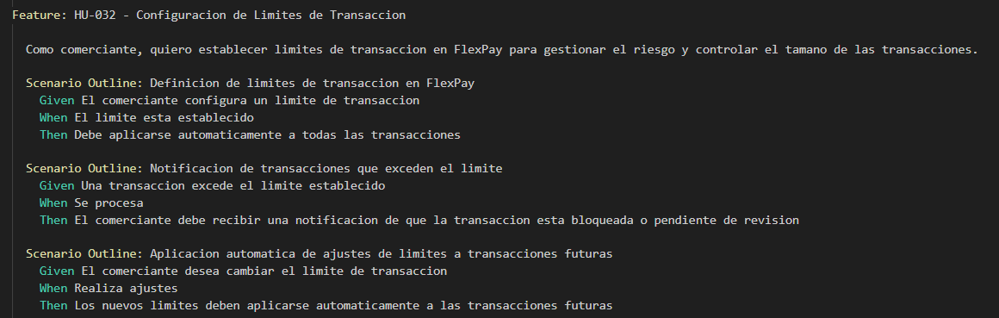 Feature: HU-032 - Configuracion de Limites de Transaccion
Como comerciante, quiero establecer limites de transaccion en FlexPay para gestionar el riesgo y controlar el tamano de las transacciones.
Scenario Outline: Definicion de limites de transaccion en FlexPay
Given El comerciante configura un limite de transaccion
When El limite esta establecido
Then Debe aplicarse automaticamente a todas las transacciones
Scenario Outline: Notificacion de transacciones que exceden el limite
Given Una transaccion excede el limite establecido
When Se procesa
Then El comerciante debe recibir una notificacion de que la transaccion esta bloqueada o pendiente de revision
Scenario Outline: Aplicacion automatica de ajustes de limites a transacciones futuras
Given El comerciante desea cambiar el limite de transaccion
When Realiza ajustes
Then Los nuevos limites deben aplicarse automaticamente a las transacciones futuras